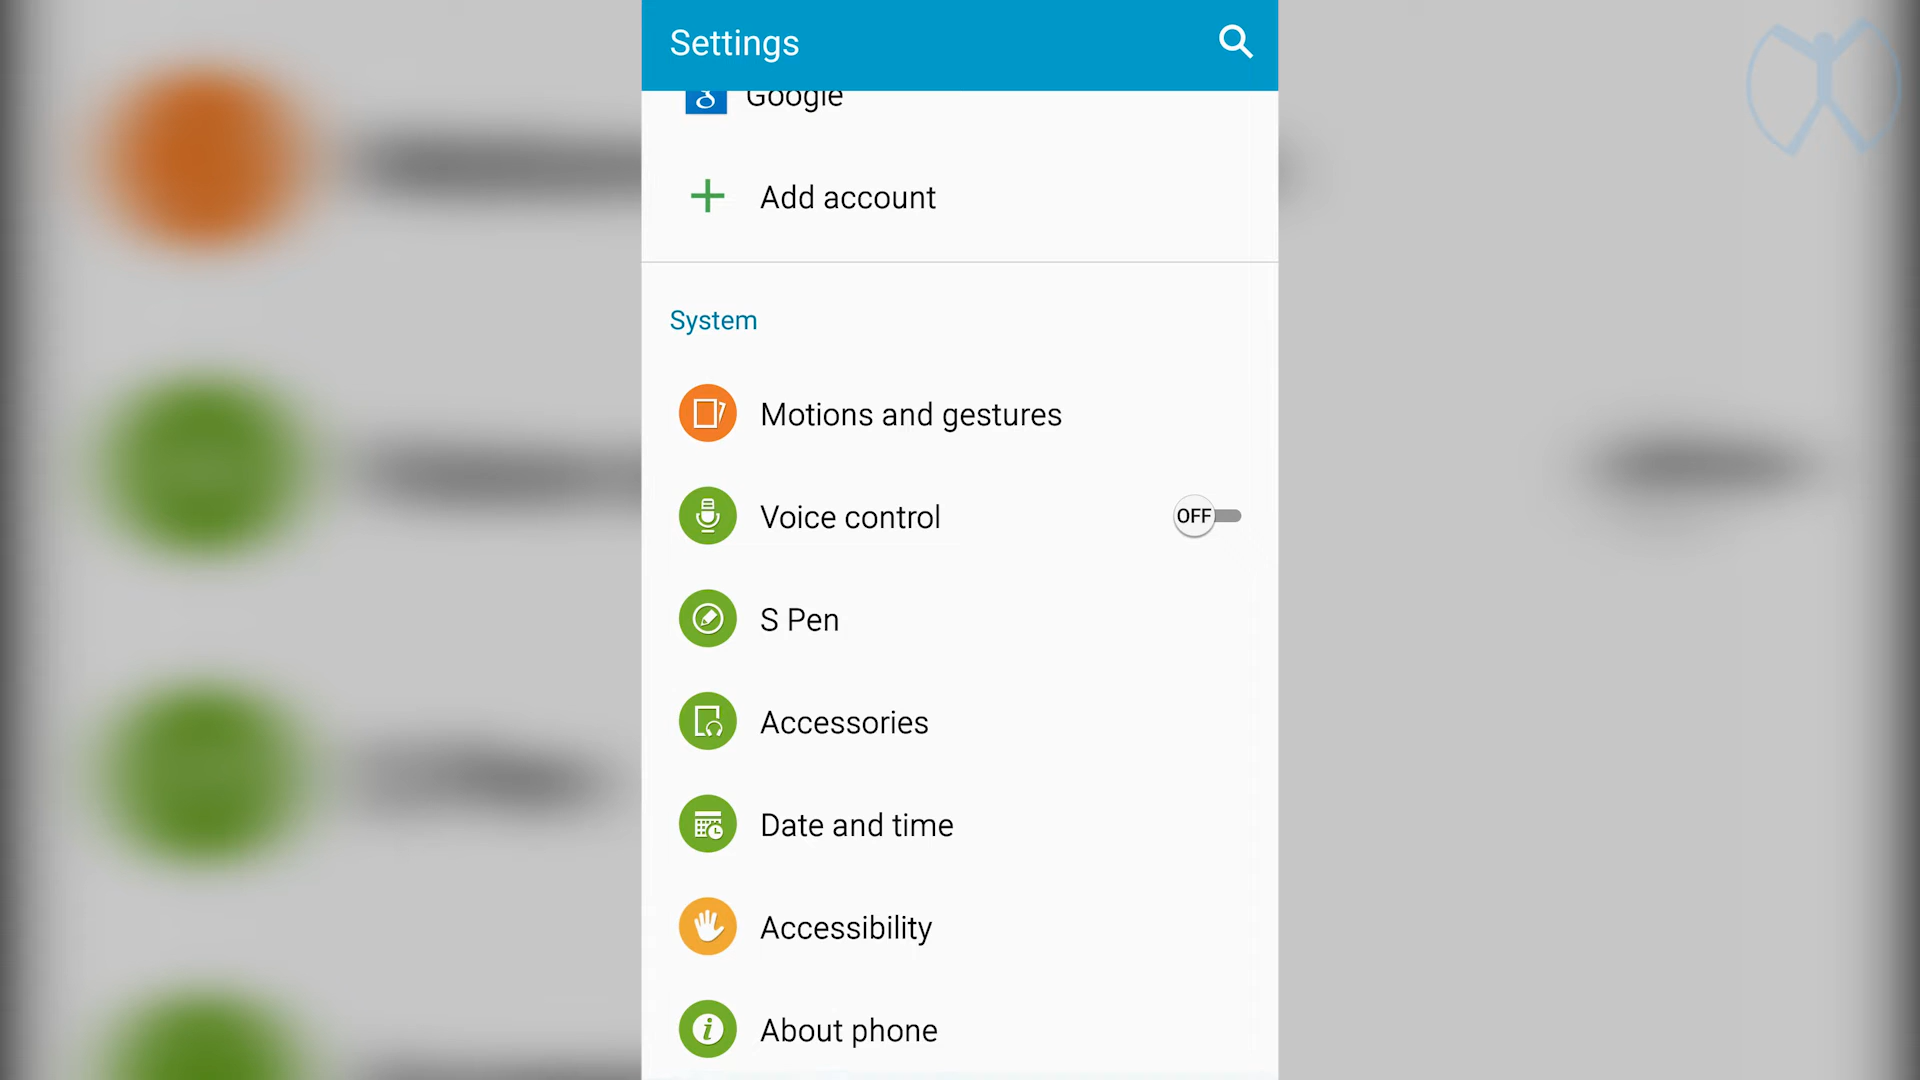 Settings
Google
Add account
System
Motions and gestures
Voice control
OFF
S Pen
Accessories
Date and time
Accessibility
About phone